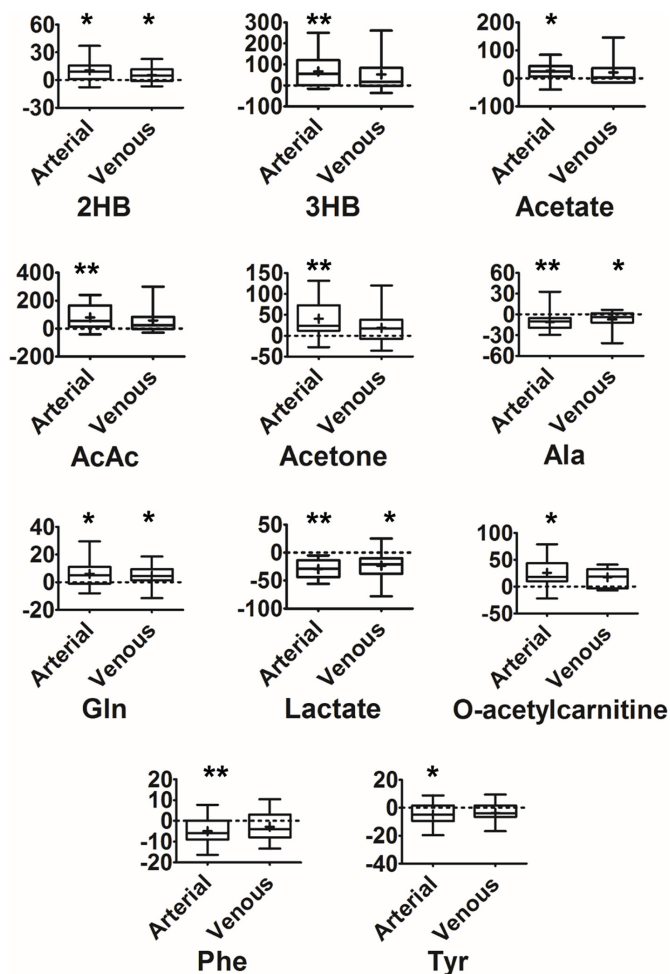 * *
60
30
0
-30
Arterial Venous
2HB
**
300
200
100
0
-100
Arterial Venous
3HB
*
200
100
0
-100
Arterial Venous
Acetate
**
400
200
0
-200
Arterial Venous
AcAc
**
150
100
50
0
-50
Arterial Venous
Acetone
** *
30
0
-30
-60
Arterial Venous
Ala
* *
40
20
0
-20
Arterial Venous
Gln
** *
50
0
-50
-100
Arterial Venous
Lactate
*
100
50
0
50
Arterial Venous
O-acetylcarnitine
**
20
10
0
-10
-20
Arterial Venous
Phe
*
20
0
-20
-40
Arterial Venous
Tyr